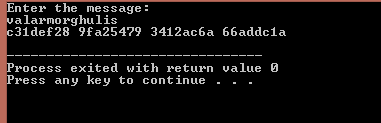 Enter the message:
valarmorghulis
c31def28 9fa25479 3412ac6a 66addc1a
--------------------------------
Process exited with return value 0
Press any key to continue . . .